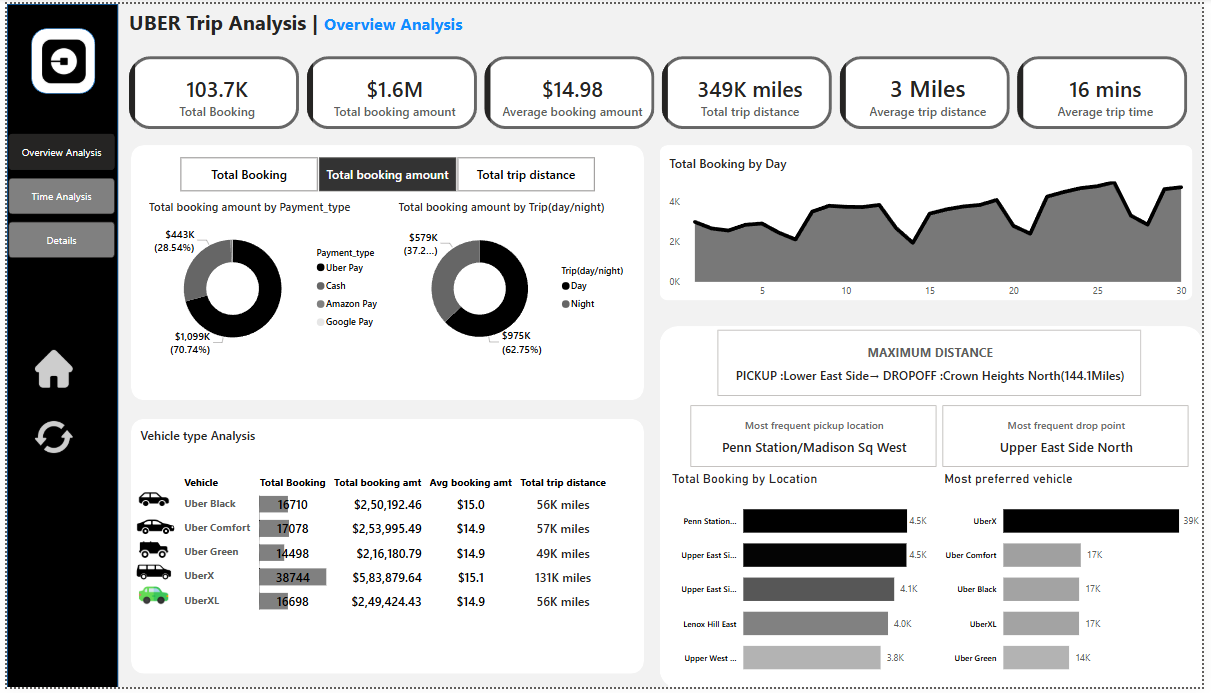 UBER Trip Analysis | Overview Analysis
103.7K
Total Booking
$1.6M
Total booking amount
$14.98
Average booking amount
349K miles
Total trip distance
3 Miles
Average trip distance
16 mins
Average trip time
Overview Analysis
Time Analysis
Details
Total Booking
Total booking amount
Total trip distance
Total booking amount by Payment_type
$443K
(28.54%)
$1,099K
(70.74%)
Payment_type
Uber Pay
Cash
Amazon Pay
Google Pay
Total booking amount by Trip(day/night)
$579K
(37.2...)
$975K
(62.75%)
Trip(day/night)
Day
Night
Total Booking by Day
4K
2K
0K
5 10 15 20 25 30
Vehicle type Analysis
Vehicle Total Booking Total booking amt Avg booking amt Total trip distance
Uber Black 16710 $2,50,192.46 $15.0 56K miles
Uber Comfort 17078 $2,53,995.49 $14.9 57K miles
Uber Green 14498 $2,16,180.79 $14.9 49K miles
UberX 38744 $5,83,879.64 $15.1 131K miles
UberXL 16698 $2,49,424.43 $14.9 56K miles
MAXIMUM DISTANCE
PICKUP :Lower East Side→ DROPOFF :Crown Heights North(144.1Miles)
Most frequent pickup location
Penn Station/Madison Sq West
Most frequent drop point
Upper East Side North
Total Booking by Location
Penn Station... 4.5K
Upper East Si... 4.5K
Upper East Si... 4.1K
Lenox Hill East 4.0K
Upper West ... 3.8K
Most preferred vehicle
UberX 39K
Uber Comfort 17K
Uber Black 17K
UberXL 17K
Uber Green 14K